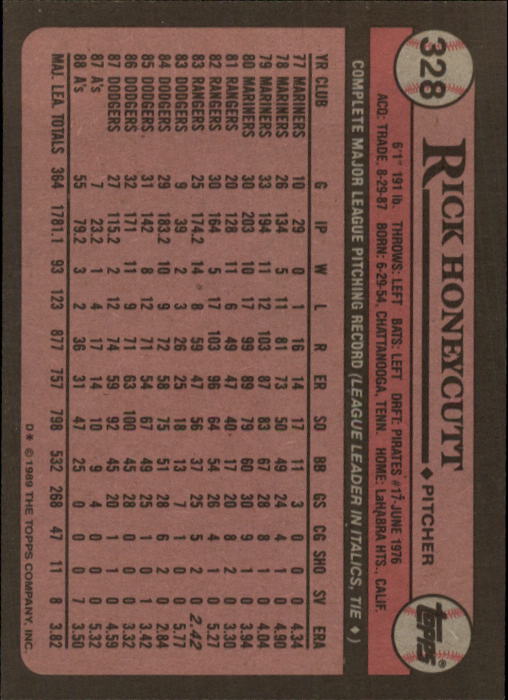 328
RICK HONEYCUTT ♦ PITCHER
topps®
6'1" 191 lb. THROWS: LEFT BATS: LEFT DRFT: PIRATES #17-JUNE 1976
ACQ: TRADE, 8-29-87 BORN: 6-29-54, CHATTANOOGA, TENN. HOME: LaHABRA HTS., CALIF.
COMPLETE MAJOR LEAGUE PITCHING RECORD (LEAGUE LEADER IN ITALICS, TIE ♦)
YR CLUB G IP W L R ER SO BB GS CG SHO SV ERA
77 MARINERS 10 29 0 1 16 14 17 11 3 0 0 0 4.34
78 MARINERS 26 134 5 11 81 73 50 49 24 4 1 0 4.90
79 MARINERS 33 194 11 12 103 87 83 67 28 8 1 0 4.04
80 MARINERS 30 203 10 17 99 89 79 60 30 9 1 0 3.94
81 RANGERS 20 128 11 6 49 47 40 17 20 8 2 0 3.30
82 RANGERS 30 164 5 17 103 96 64 54 26 4 1 0 5.27
83 RANGERS 25 174.2 14 8 59 47 56 37 25 5 2 0 2.42
83 DODGERS 9 39 2 3 26 25 18 13 7 1 0 0 5.77
84 DODGERS 29 183.2 10 9 72 58 75 51 28 6 2 0 2.84
85 DODGERS 31 142 8 12 71 54 67 49 25 1 0 1 3.42
86 DODGERS 32 171 11 9 71 63 100 45 28 0 0 0 3.32
87 DODGERS 27 115.2 2 12 74 59 92 45 20 1 1 0 4.59
87 A's 7 23.2 1 4 17 14 10 9 4 0 0 0 5.32
88 A's 55 79.2 3 2 36 31 47 25 0 0 0 7 3.50
MAJ. LEA. TOTALS 364 1781.1 93 123 877 757 798 532 268 47 11 8 3.82
D* © 1989 THE TOPPS COMPANY, INC.